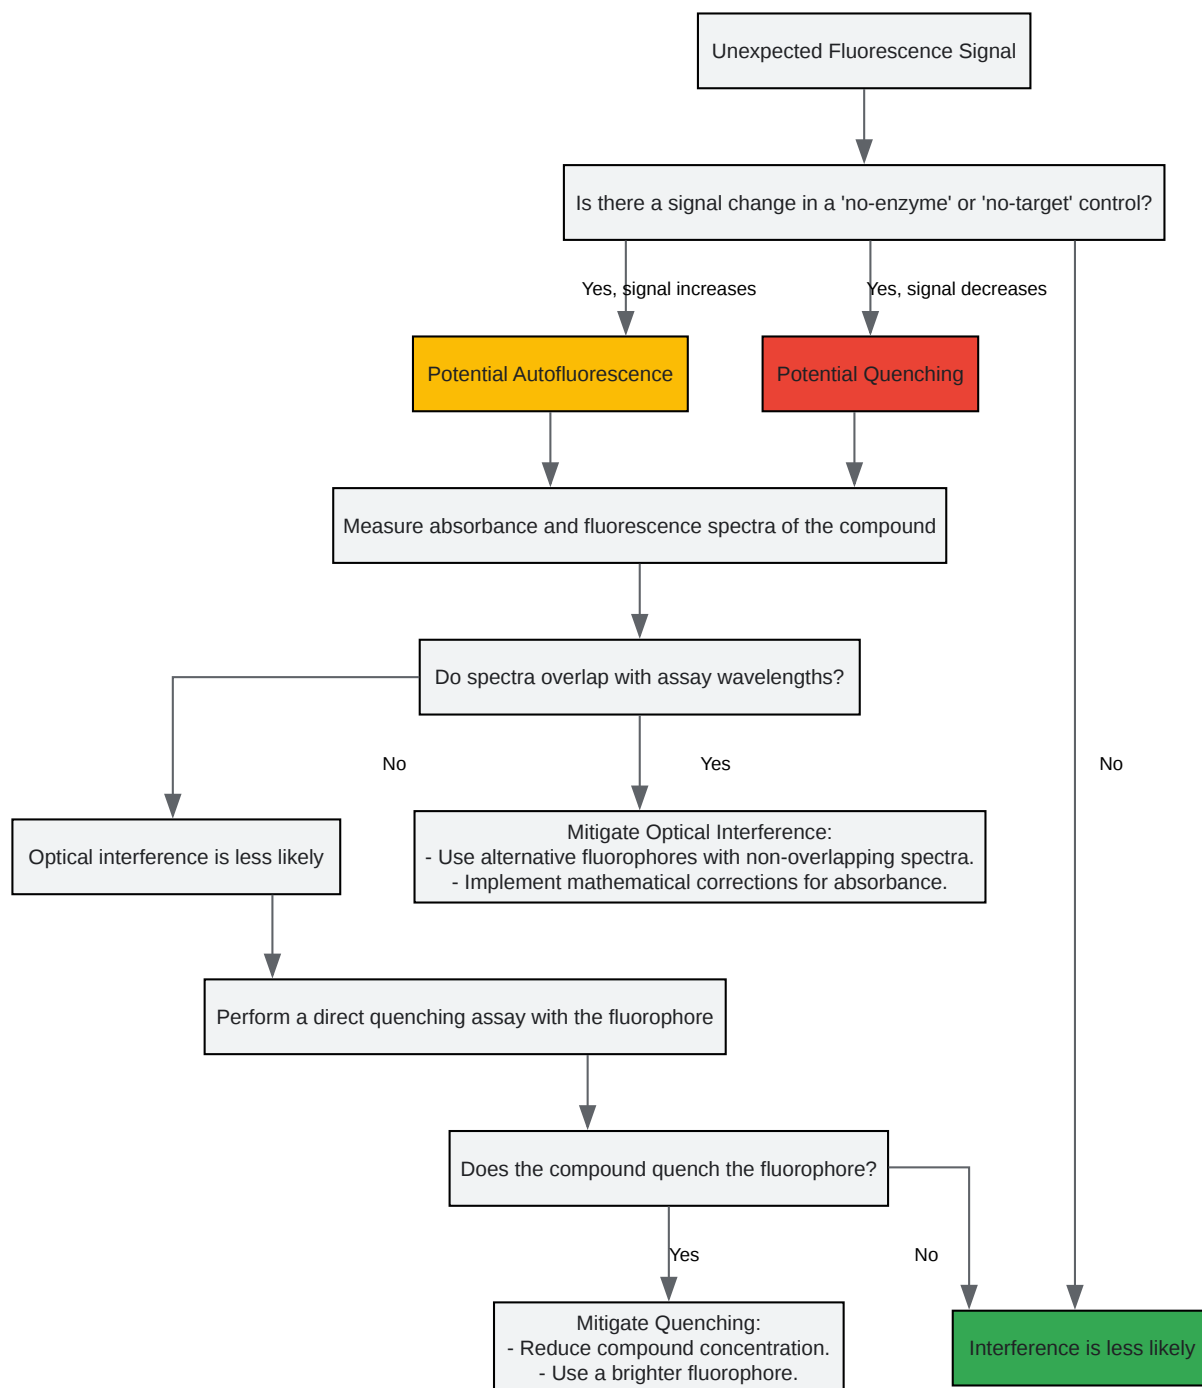 Unexpected Fluorescence Signal
Is there a signal change in a 'no-enzyme' or 'no-target' control?
Yes, signal increases
Yes, signal decreases
Potential Autofluorescence
Potential Quenching
Measure absorbance and fluorescence spectra of the compound
Do spectra overlap with assay wavelengths?
No
Yes
No
Mitigate Optical Interference:
- Use alternative fluorophores with non-overlapping spectra.
- Implement mathematical corrections for absorbance.
Optical interference is less likely
Perform a direct quenching assay with the fluorophore
Does the compound quench the fluorophore?
Yes
No
Mitigate Quenching:
- Reduce compound concentration.
- Use a brighter fluorophore.
Interference is less likely